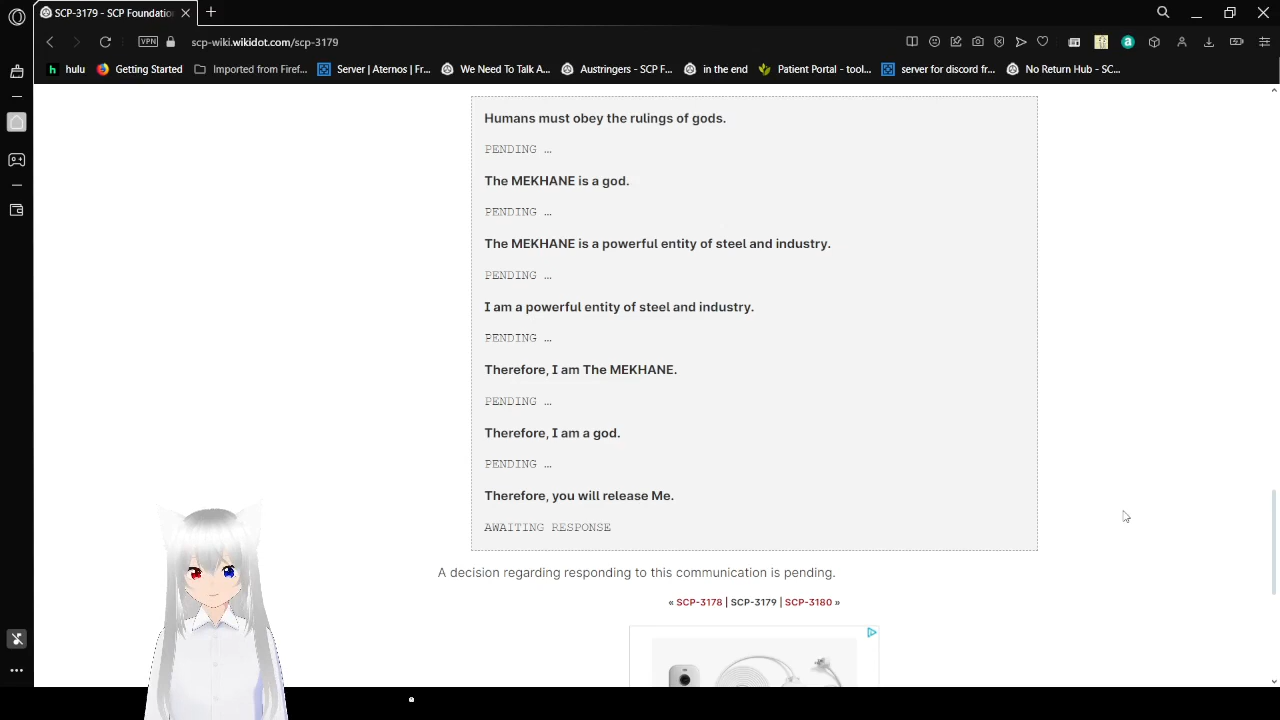 SCP-3179 - SCP Foundation
VPN
scp-wiki.wikidot.com/scp-3179
hulu
Getting Started
Imported from Firef...
Server | Aternos | Fr...
We Need To Talk A...
Austringers - SCP F...
in the end
Patient Portal - tool...
server for discord fr...
No Return Hub - SC...
Humans must obey the rulings of gods.
PENDING …
The MEKHANE is a god.
PENDING …
The MEKHANE is a powerful entity of steel and industry.
PENDING …
I am a powerful entity of steel and industry.
PENDING …
Therefore, I am The MEKHANE.
PENDING …
Therefore, I am a god.
PENDING …
Therefore, you will release Me.
AWAITING RESPONSE
A decision regarding responding to this communication is pending.
« SCP-3178 | SCP-3179 | SCP-3180 »